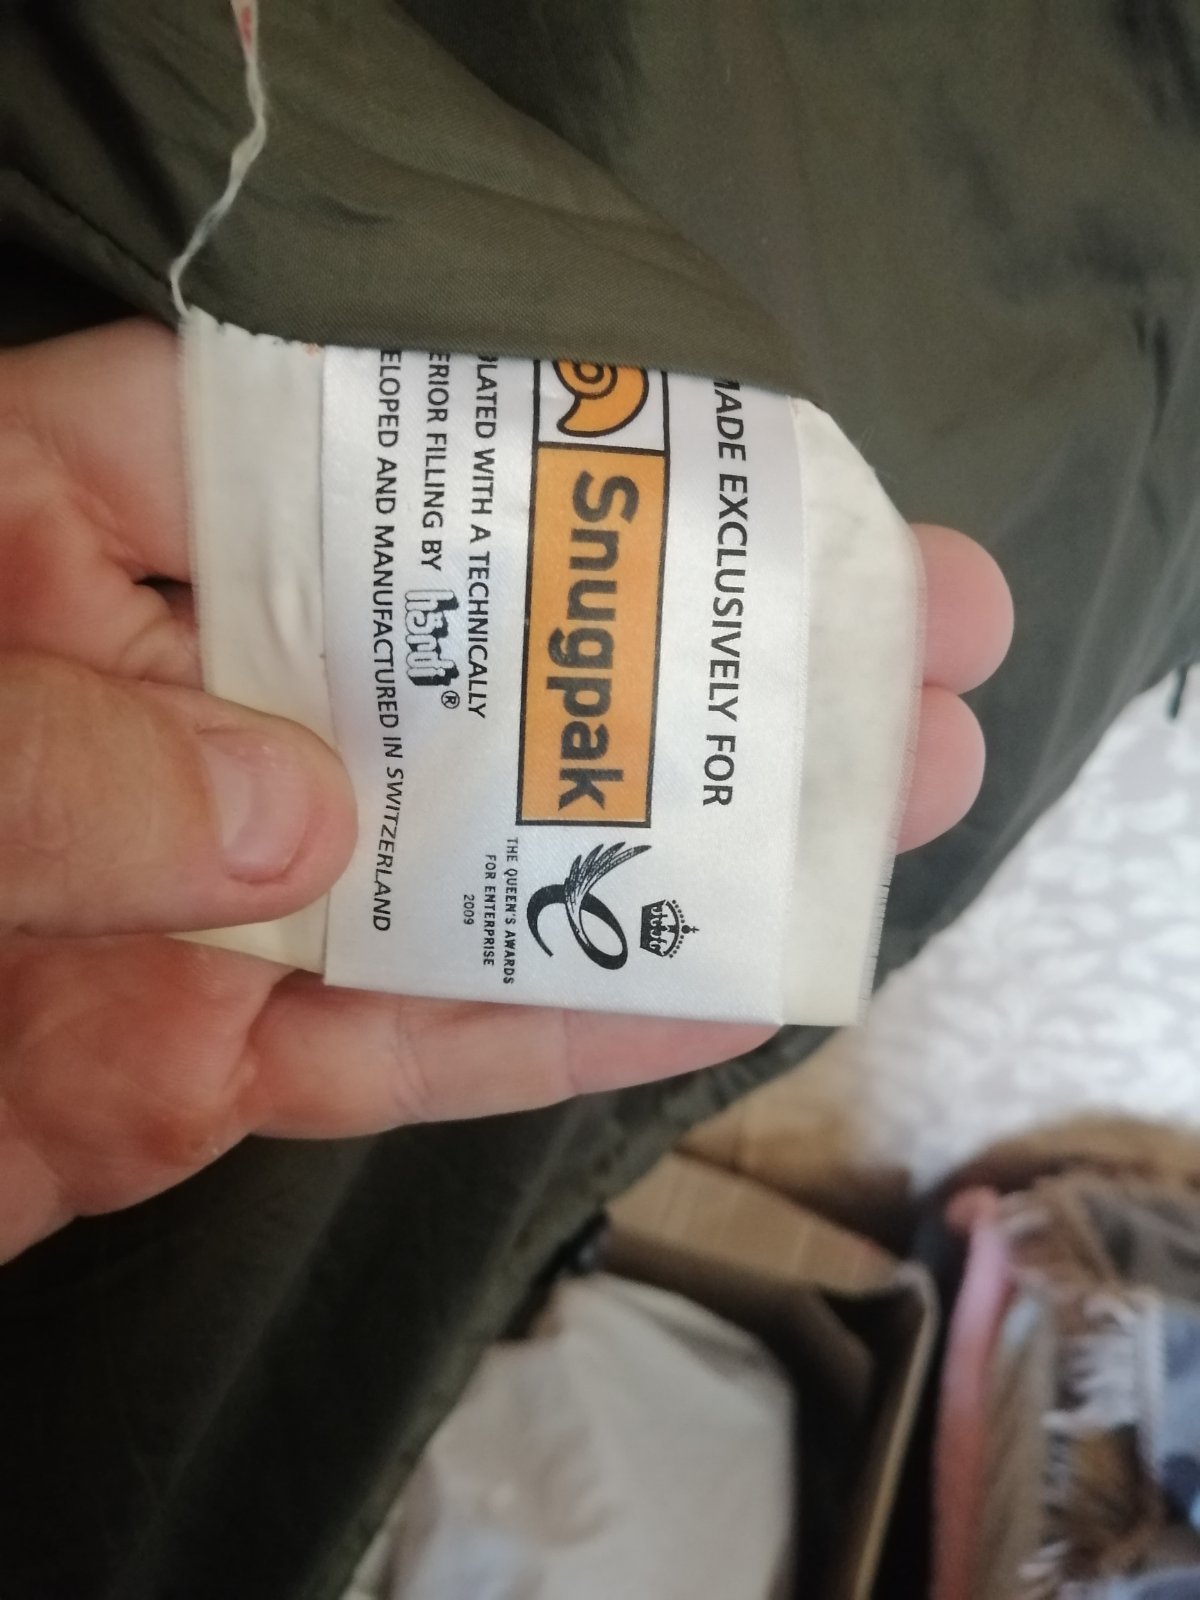 MADE EXCLUSIVELY FOR
Snugpak
THE QUEEN'S AWARDS
FOR ENTERPRISE
2009
LATED WITH A TECHNICALLY
ERIOR FILLING BY ®
ELOPED AND MANUFACTURED IN SWITZERLAND